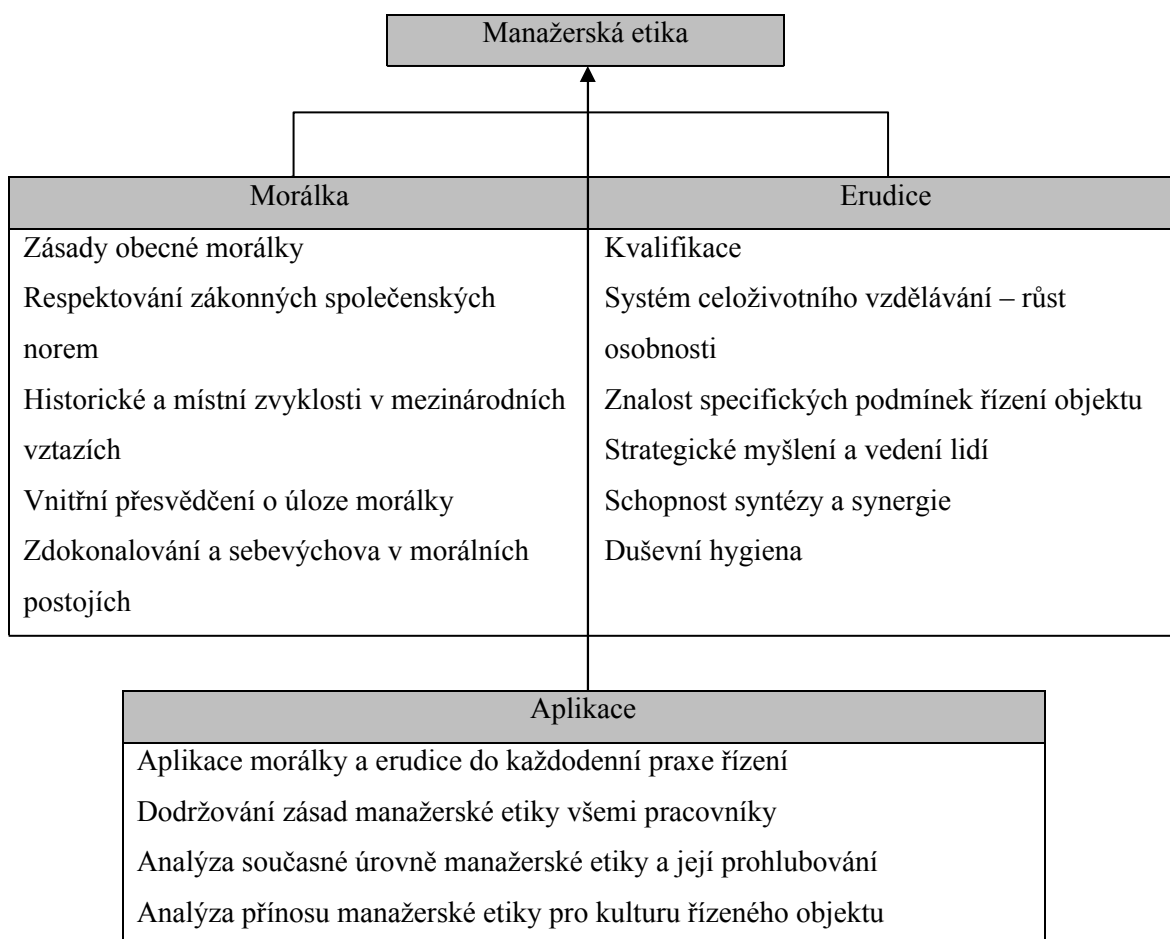 Manažerská etika
Morálka
Zásady obecné morálky
Respektování zákonných společenských
norem
Historické a místní zvyklosti v mezinárodních
vztazích
Vnitřní přesvědčení o úloze morálky
Zdokonalování a sebevýchova v morálních
postojích
Erudice
Kvalifikace
Systém celoživotního vzdělávání – růst
osobnosti
Znalost specifických podmínek řízení objektu
Strategické myšlení a vedení lidí
Schopnost syntézy a synergie
Duševní hygiena
Aplikace
Aplikace morálky a erudice do každodenní praxe řízení
Dodržování zásad manažerské etiky všemi pracovníky
Analýza současné úrovně manažerské etiky a její prohlubování
Analýza přínosu manažerské etiky pro kulturu řízeného objektu